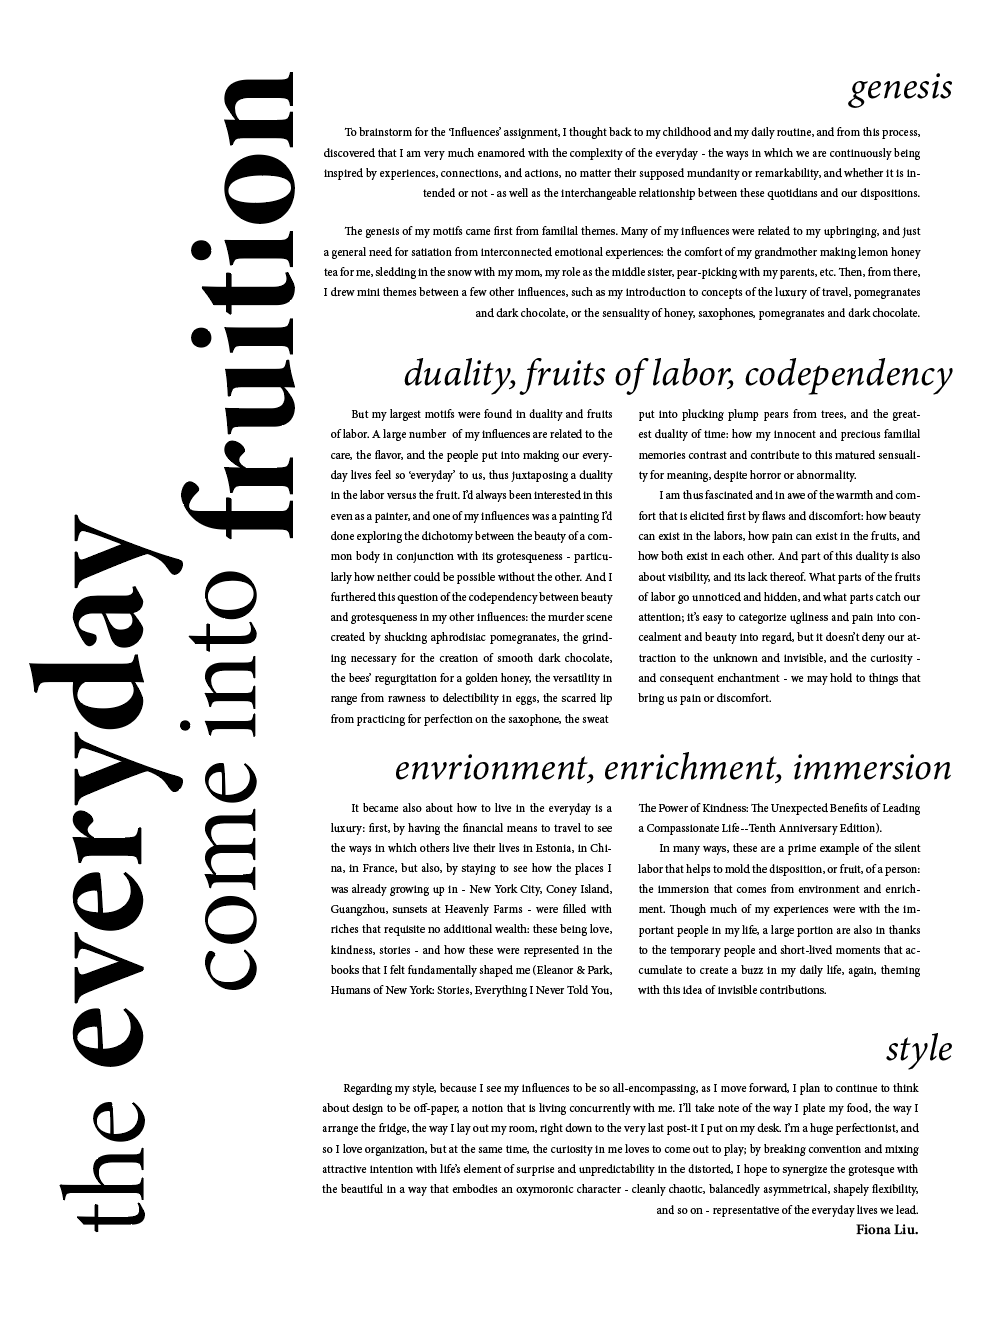 the everyday
come into fruition
genesis
To brainstorm for the ‘Influences’ assignment, I thought back to my childhood and my daily routine, and from this process,
discovered that I am very much enamored with the complexity of the everyday - the ways in which we are continuously being
inspired by experiences, connections, and actions, no matter their supposed mundanity or remarkability, and whether it is in-
tended or not - as well as the interchangeable relationship between these quotidians and our dispositions.
The genesis of my motifs came first from familial themes. Many of my influences were related to my upbringing, and just
a general need for satiation from interconnected emotional experiences: the comfort of my grandmother making lemon honey
tea for me, sledding in the snow with my mom, my role as the middle sister, pear-picking with my parents, etc. Then, from there,
I drew mini themes between a few other influences, such as my introduction to concepts of the luxury of travel, pomegranates
and dark chocolate, or the sensuality of honey, saxophones, pomegranates and dark chocolate.
duality, fruits of labor, codependency
But my largest motifs were found in duality and fruits
of labor. A large number of my influences are related to the
care, the flavor, and the people put into making our every-
day lives feel so ‘everyday’ to us, thus juxtaposing a duality
in the labor versus the fruit. I’d always been interested in this
even as a painter, and one of my influences was a painting I’d
done exploring the dichotomy between the beauty of a com-
mon body in conjunction with its grotesqueness - particu-
larly how neither could be possible without the other. And I
furthered this question of the codependency between beauty
and grotesqueness in my other influences: the murder scene
created by shucking aphrodisiac pomegranates, the grind-
ing necessary for the creation of smooth dark chocolate,
the bees’ regurgitation for a golden honey, the versatility in
range from rawness to delectibility in eggs, the scarred lip
from practicing for perfection on the saxophone, the sweat
put into plucking plump pears from trees, and the great-
est duality of time: how my innocent and precious familial
memories contrast and contribute to this matured sensuali-
ty for meaning, despite horror or abnormality.
I am thus fascinated and in awe of the warmth and com-
fort that is elicited first by flaws and discomfort: how beauty
can exist in the labors, how pain can exist in the fruits, and
how both exist in each other. And part of this duality is also
about visibility, and its lack thereof. What parts of the fruits
of labor go unnoticed and hidden, and what parts catch our
attention; it’s easy to categorize ugliness and pain into con-
cealment and beauty into regard, but it doesn’t deny our at-
traction to the unknown and invisible, and the curiosity -
and consequent enchantment - we may hold to things that
bring us pain or discomfort.
envrionment, enrichment, immersion
It became also about how to live in the everyday is a
luxury: first, by having the financial means to travel to see
the ways in which others live their lives in Estonia, in Chi-
na, in France, but also, by staying to see how the places I
was already growing up in - New York City, Coney Island,
Guangzhou, sunsets at Heavenly Farms - were filled with
riches that requisite no additional wealth: these being love,
kindness, stories - and how these were represented in the
books that I felt fundamentally shaped me (Eleanor & Park,
Humans of New York: Stories, Everything I Never Told You,
The Power of Kindness: The Unexpected Benefits of Leading
a Compassionate Life--Tenth Anniversary Edition).
In many ways, these are a prime example of the silent
labor that helps to mold the disposition, or fruit, of a person:
the immersion that comes from environment and enrich-
ment. Though much of my experiences were with the im-
portant people in my life, a large portion are also in thanks
to the temporary people and short-lived moments that ac-
cumulate to create a buzz in my daily life, again, theming
with this idea of invisible contributions.
style
Regarding my style, because I see my influences to be so all-encompassing, as I move forward, I plan to continue to think
about design to be off-paper, a notion that is living concurrently with me. I’ll take note of the way I plate my food, the way I
arrange the fridge, the way I lay out my room, right down to the very last post-it I put on my desk. I’m a huge perfectionist, and
so I love organization, but at the same time, the curiosity in me loves to come out to play; by breaking convention and mixing
attractive intention with life’s element of surprise and unpredictability in the distorted, I hope to synergize the grotesque with
the beautiful in a way that embodies an oxymoronic character - cleanly chaotic, balancedly asymmetrical, shapely flexibility,
and so on - representative of the everyday lives we lead.
Fiona Liu.